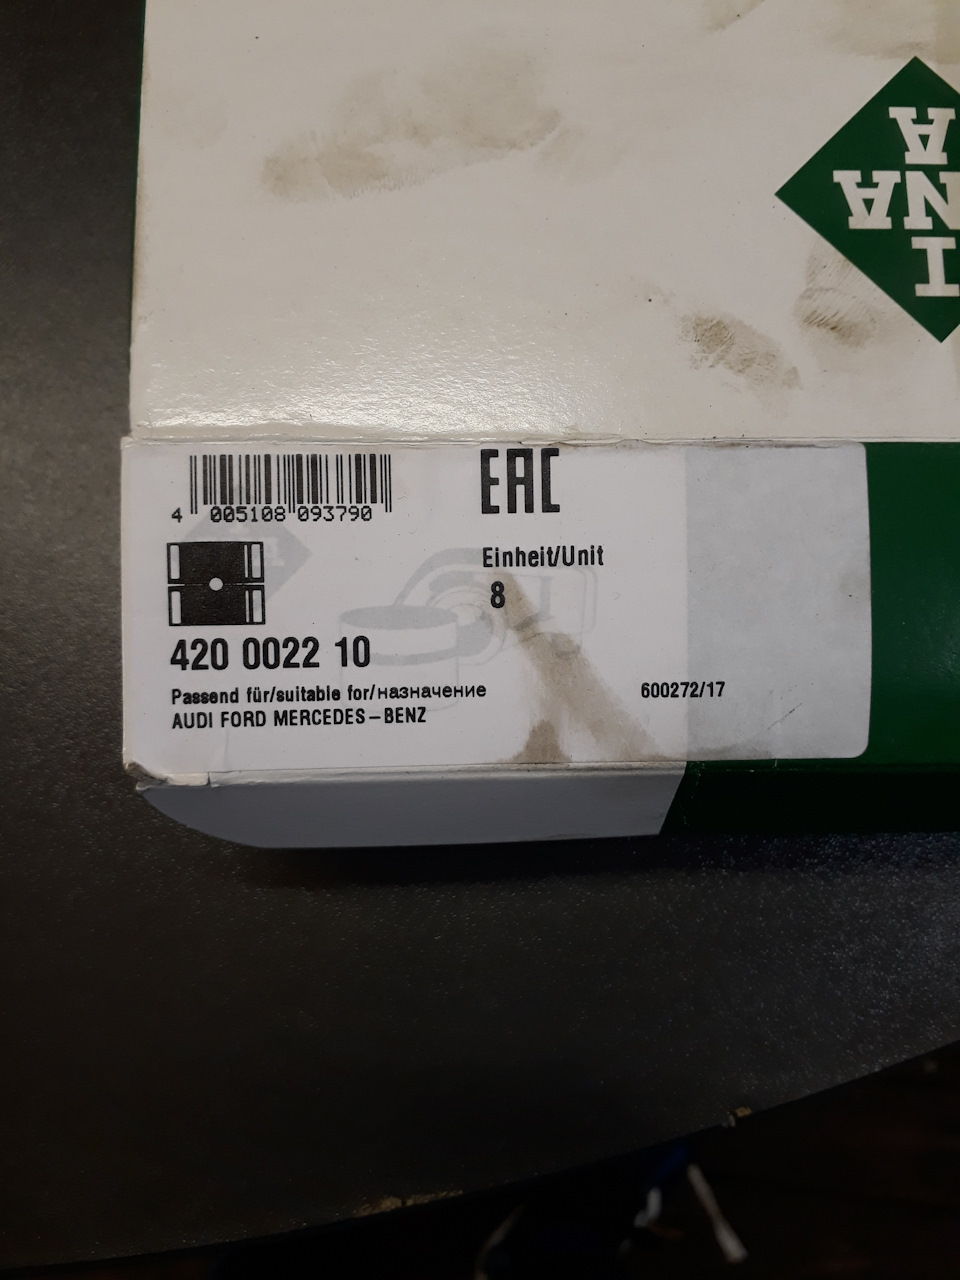 INA
INA
4 005108 093790
EAC
Einheit/Unit
8
420 0022 10
Passend für/suitable for/назначение
AUDI FORD MERCEDES-BENZ
600272/17